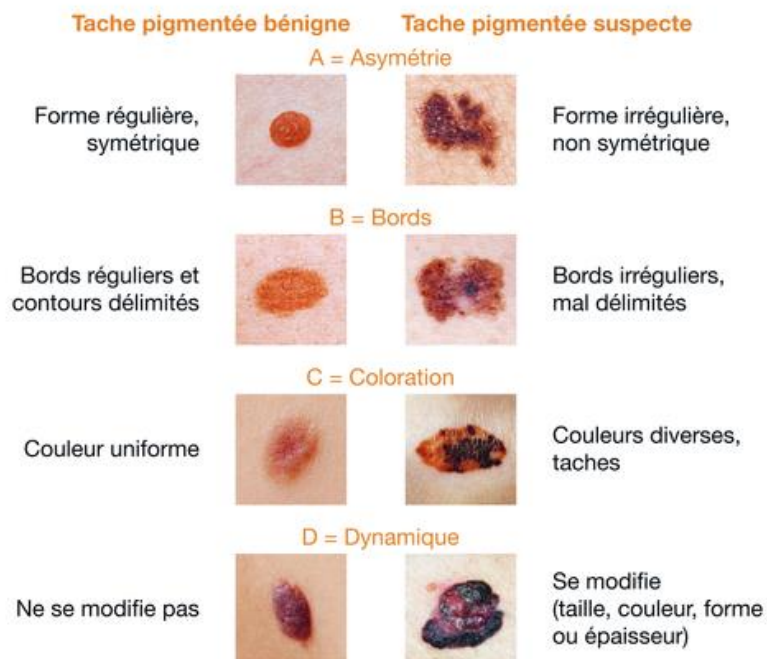 Tache pigmentée bénigne
Tache pigmentée suspecte
A = Asymétrie
Forme régulière,
symétrique
Forme irrégulière,
non symétrique
B = Bords
Bords réguliers et
contours délimités
Bords irréguliers,
mal délimités
C = Coloration
Couleur uniforme
Couleurs diverses,
taches
D = Dynamique
Ne se modifie pas
Se modifie
(taille, couleur, forme
ou épaisseur)